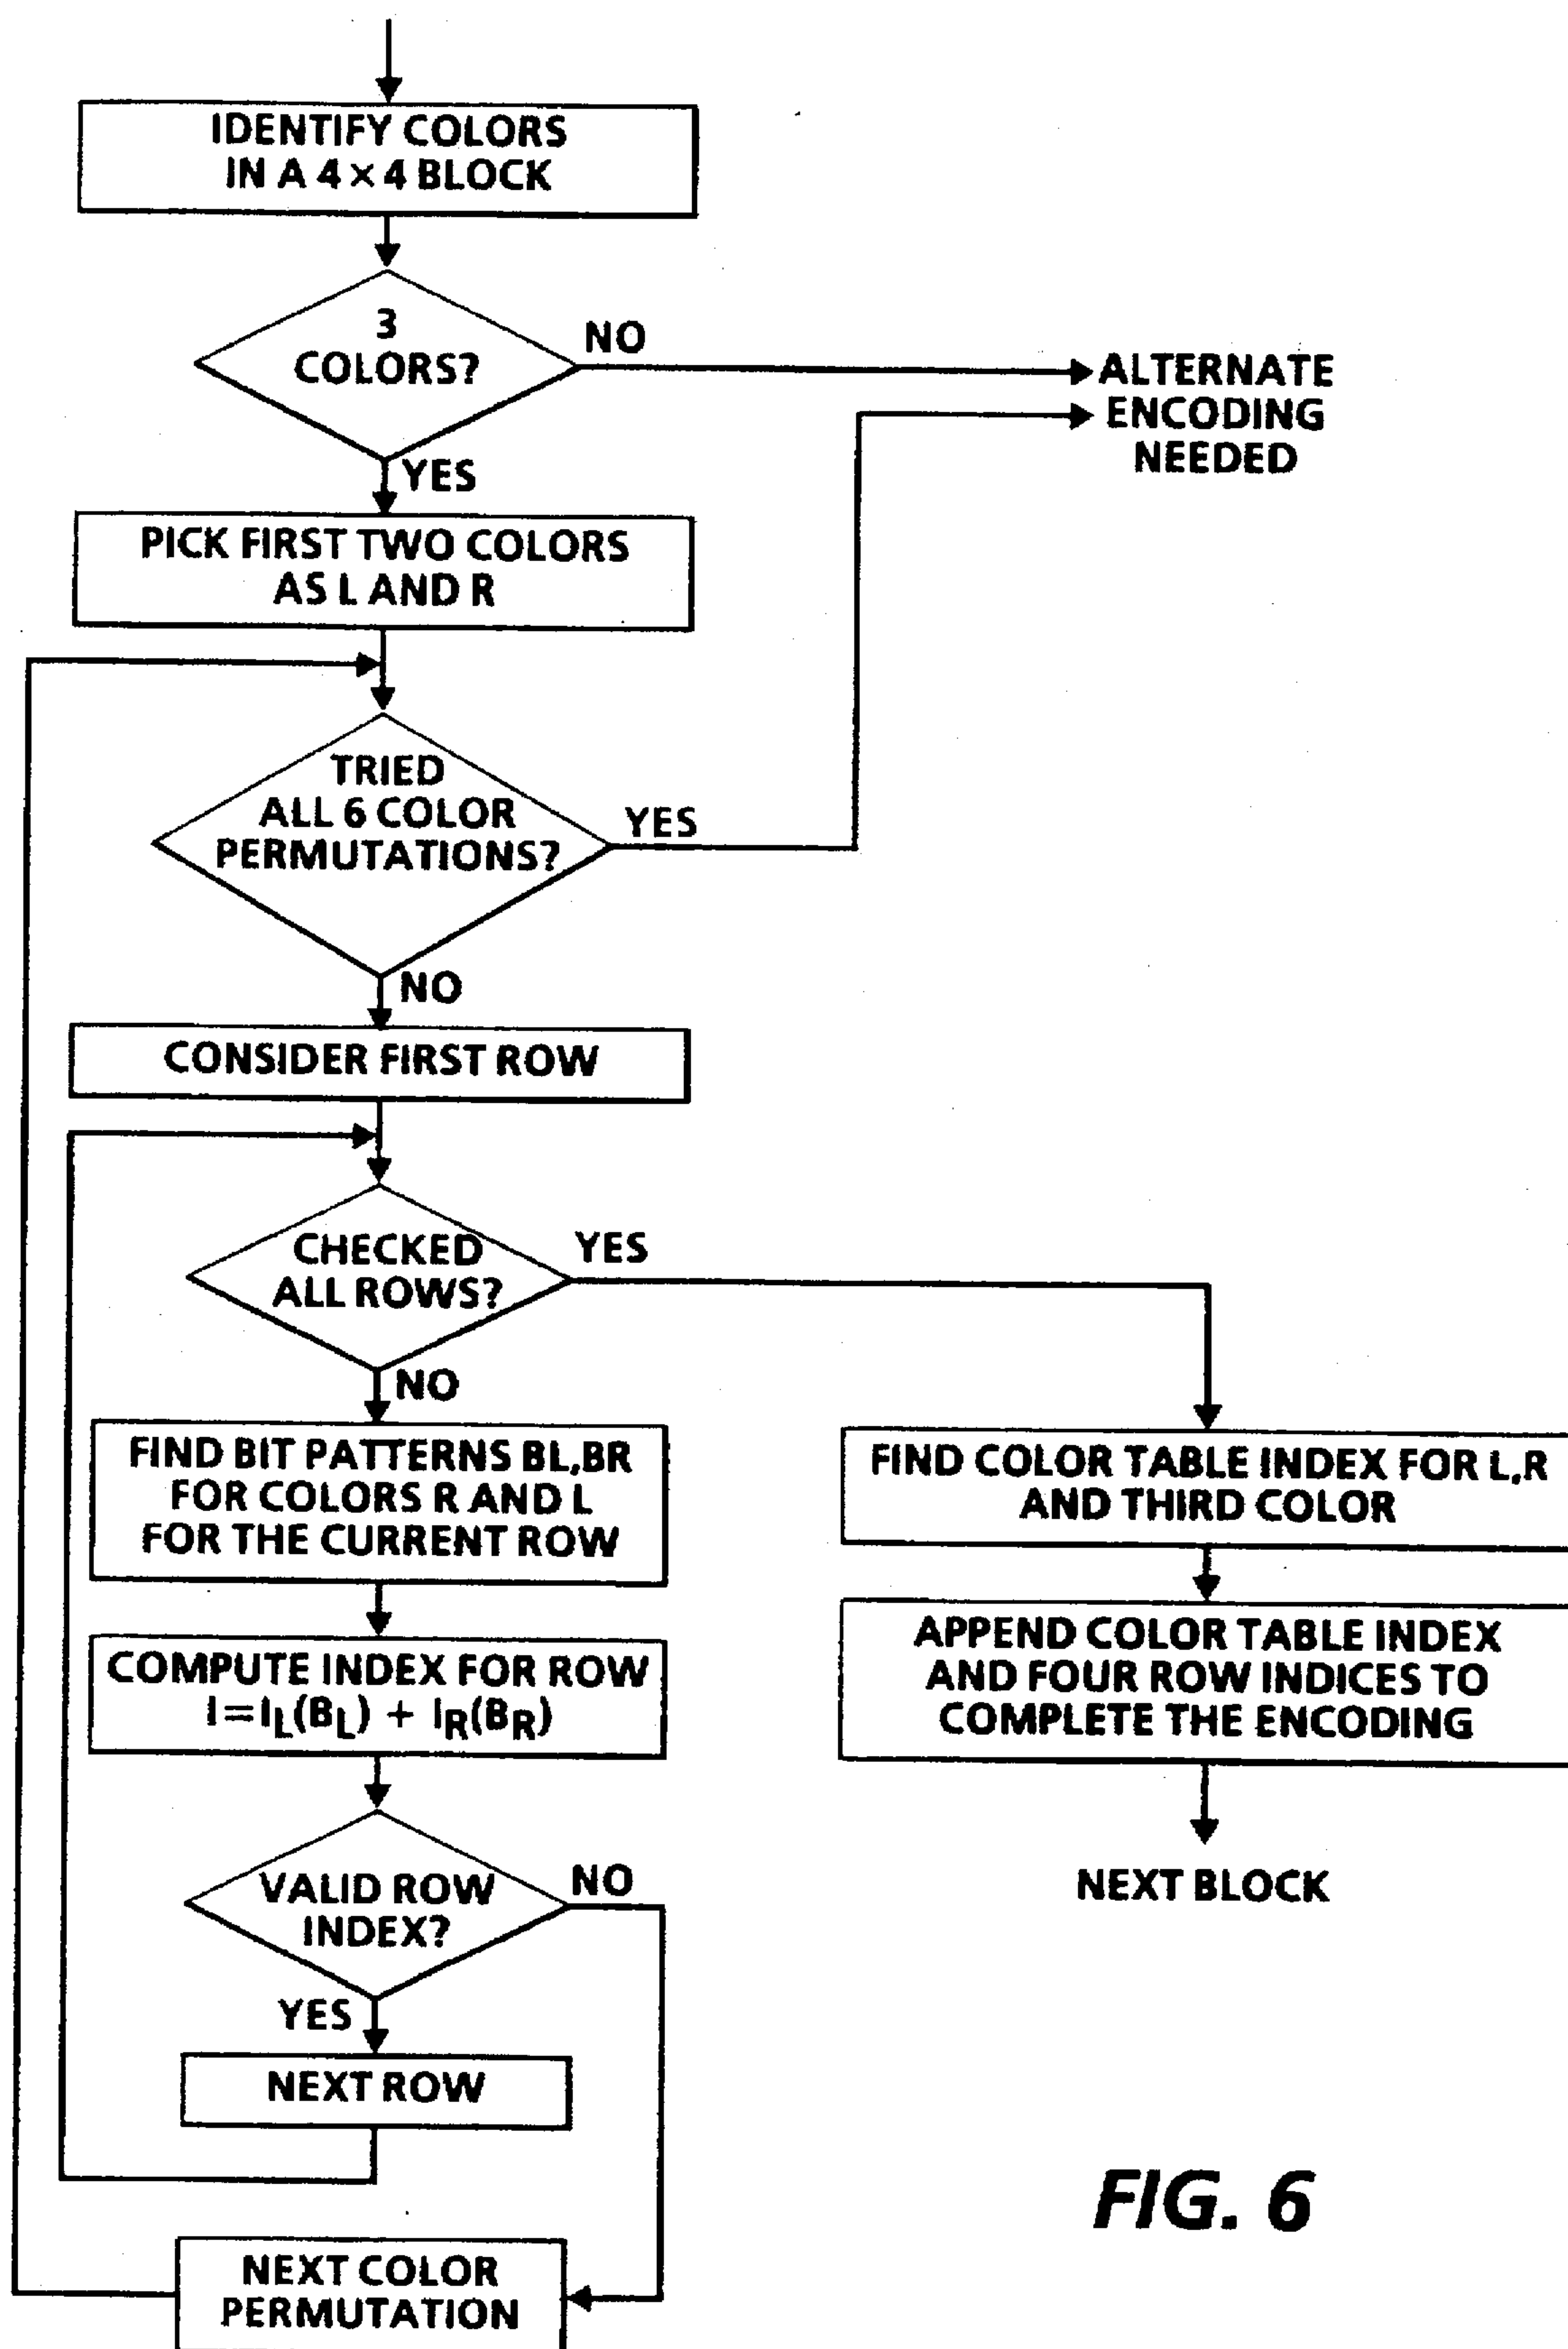 IDENTIFY COLORS
IN A 4 × 4 BLOCK
3
COLORS?
NO
ALTERNATE
ENCODING
NEEDED
YES
PICK FIRST TWO COLORS
AS L AND R
TRIED
ALL 6 COLOR
PERMUTATIONS?
YES
NO
CONSIDER FIRST ROW
CHECKED
ALL ROWS?
YES
NO
FIND BIT PATTERNS BL,BR
FOR COLORS R AND L
FOR THE CURRENT ROW
FIND COLOR TABLE INDEX FOR L,R
AND THIRD COLOR
COMPUTE INDEX FOR ROW
I=I_L(B_L) + I_R(B_R)
APPEND COLOR TABLE INDEX
AND FOUR ROW INDICES TO
COMPLETE THE ENCODING
VALID ROW
INDEX?
NO
NEXT BLOCK
YES
NEXT ROW
NEXT COLOR
PERMUTATION
FIG. 6